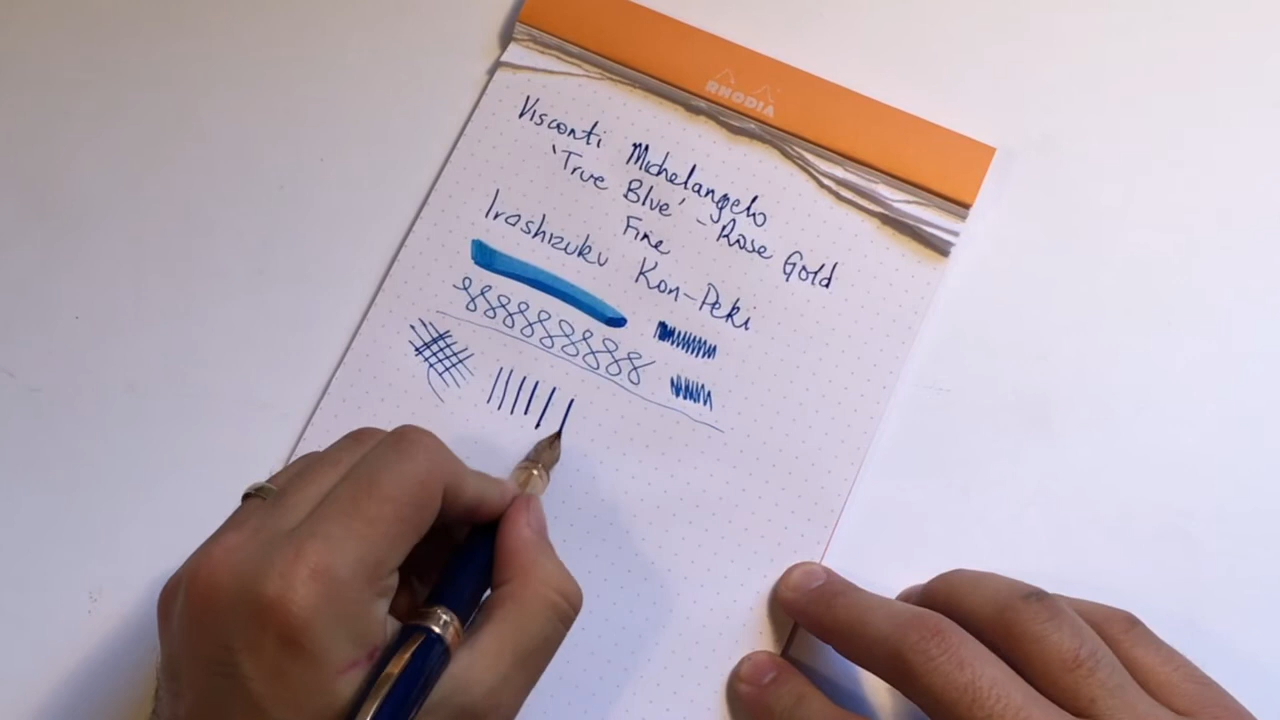 RHODIA
Visconti Michelangelo
'True Blue' - Rose Gold
Fine
Iroshizuku Kon-Peki